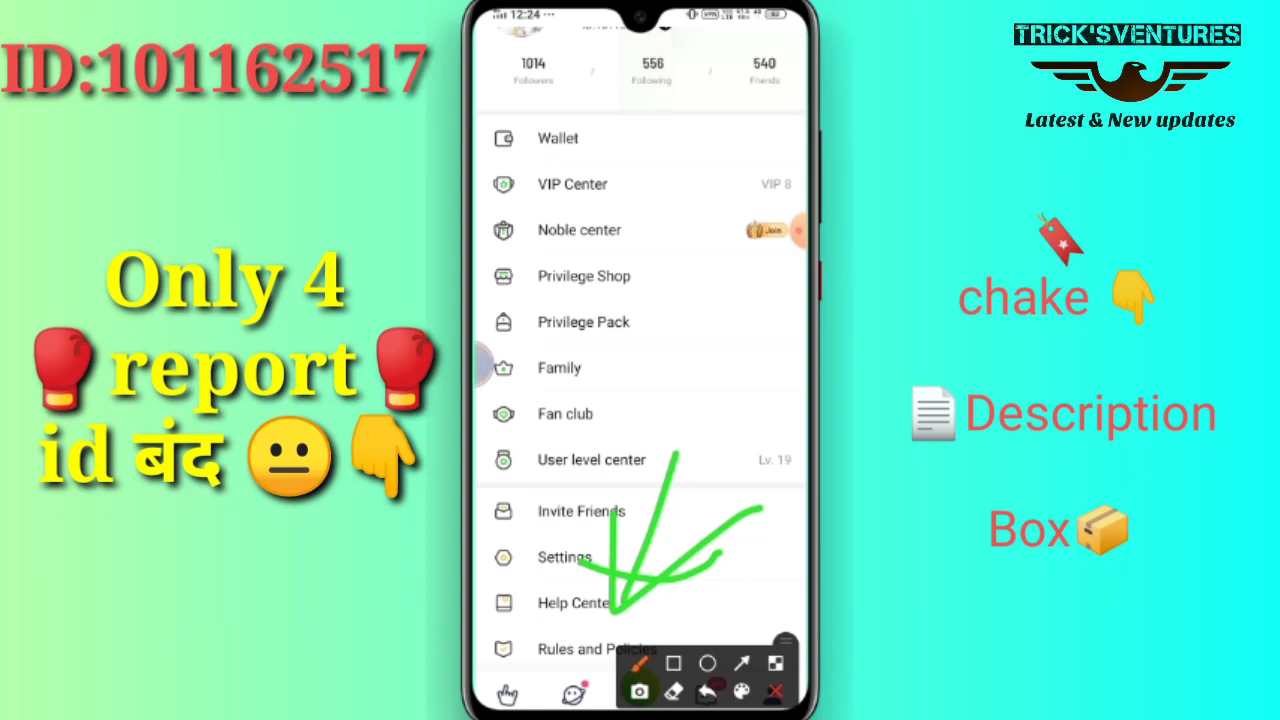 ID:101162517
Only 4
report
id बंद
12:24
1014
556
540
Followers
Following
Friends
Wallet
VIP Center
VIP 8
Noble center
Join
Privilege Shop
Privilege Pack
Family
Fan club
User level center
Lv. 19
Invite Friends
Settings
Help Center
Rules and Policies
TRICK'SVENTURES
Latest & New updates
chake
Description
Box